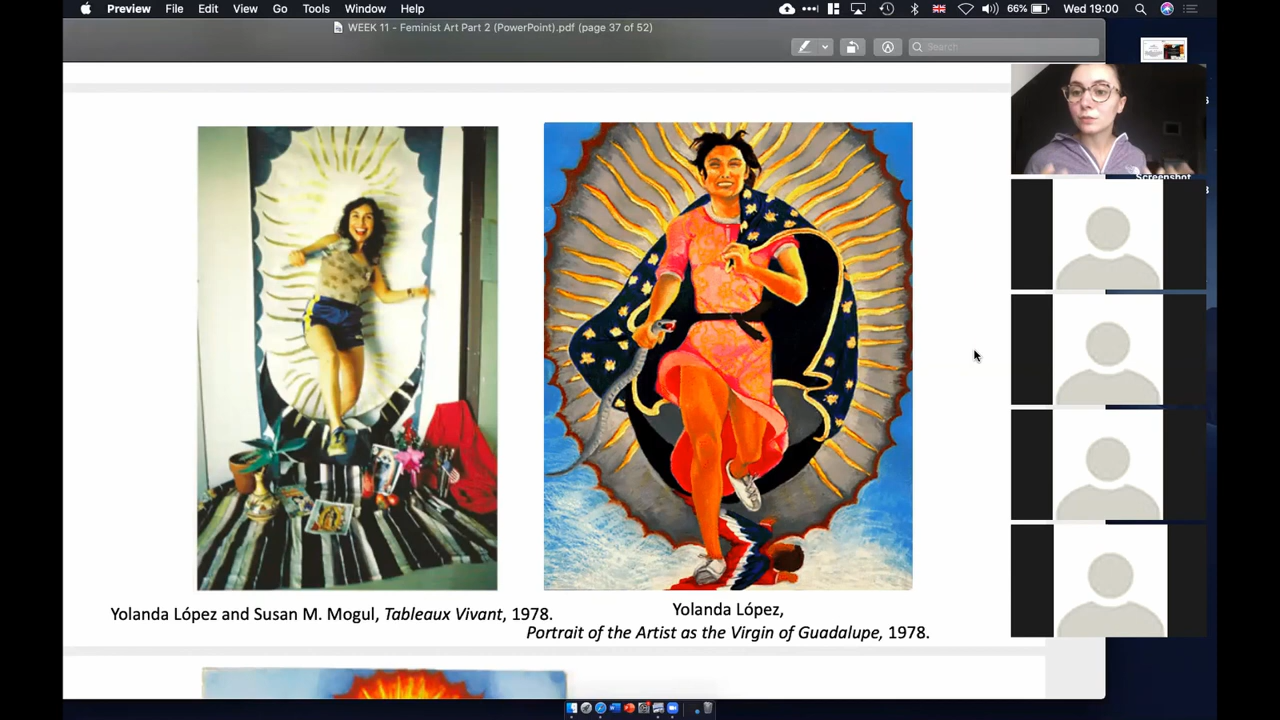 Preview File Edit View Go Tools Window Help 66% Wed 19:00
WEEK 11 - Feminist Art Part 2 (PowerPoint).pdf (page 37 of 52)
Search
Screenshot
Yolanda López and Susan M. Mogul, Tableaux Vivant, 1978.
Yolanda López,
Portrait of the Artist as the Virgin of Guadalupe, 1978.